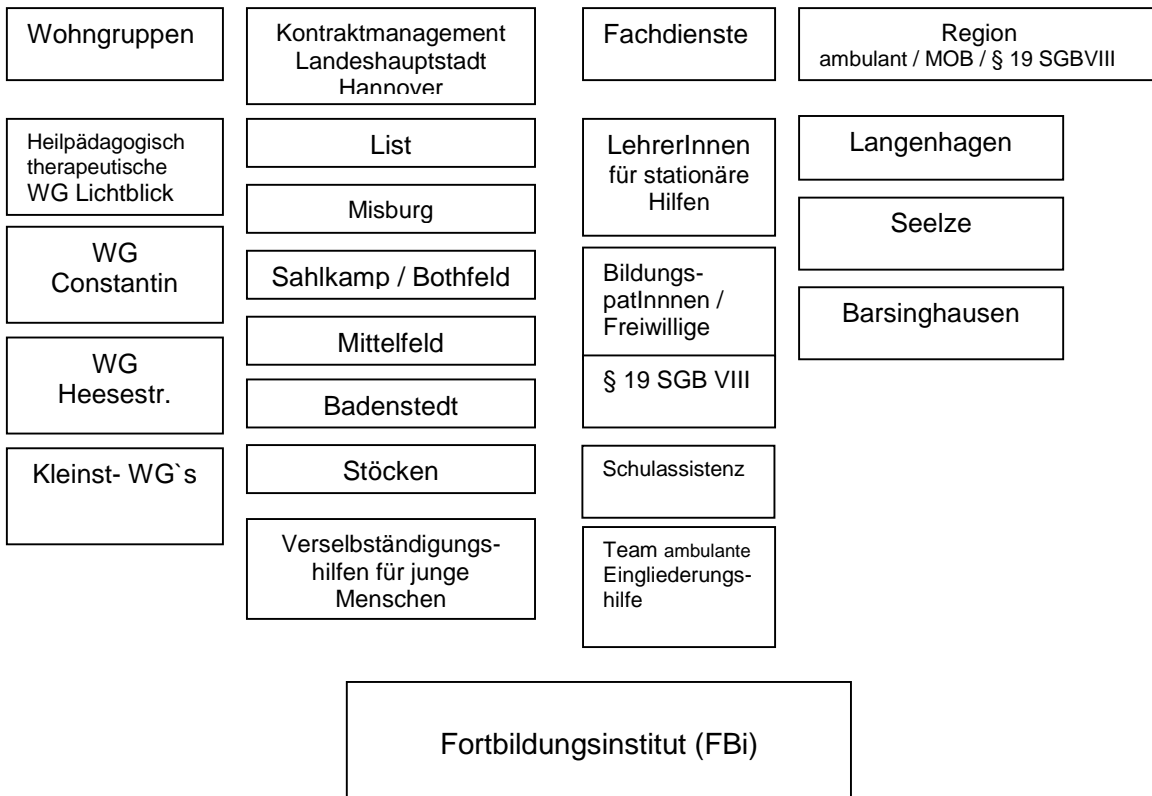 Wohngruppen
Heilpädagogisch
therapeutische
WG Lichtblick
WG
Constantin
WG
Heesestr.
Kleinst- WG`s
Kontraktmanagement
Landeshauptstadt
Hannover
List
Misburg
Sahlkamp / Bothfeld
Mittelfeld
Badenstedt
Stöcken
Verselbständigungs-
hilfen für junge
Menschen
Fachdienste
LehrerInnen
für stationäre
Hilfen
Bildungs-
patInnnen /
Freiwillige
§ 19 SGB VIII
Schulassistenz
Team ambulante
Eingliederungs-
hilfe
Region
ambulant / MOB / § 19 SGBVIII
Langenhagen
Seelze
Barsinghausen
Fortbildungsinstitut (FBi)